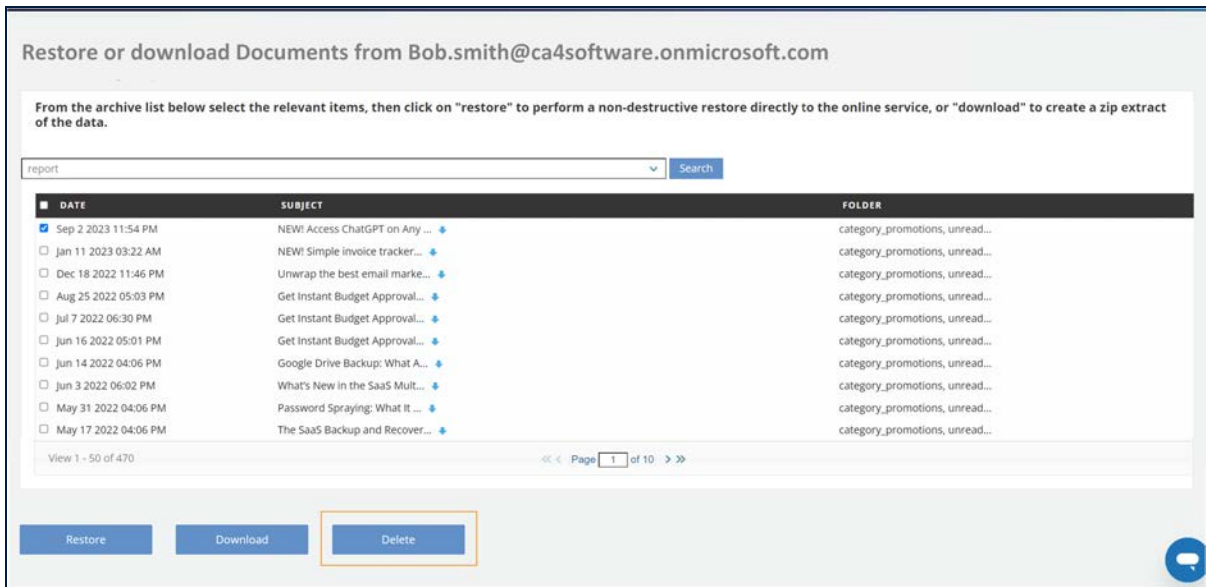 Restore or download Documents from Bob.smith@ca4software.onmicrosoft.com
From the archive list below select the relevant items, then click on "restore" to perform a non-destructive restore directly to the online service, or "download" to create a zip extract
of the data.
report Search
DATE SUBJECT FOLDER
Sep 2 2023 11:54 PM NEW! Access ChatGPT on Any ... category_promotions, unread...
Jan 11 2023 03:22 AM NEW! Simple invoice tracker... category_promotions, unread...
Dec 18 2022 11:46 PM Unwrap the best email marke... category_promotions, unread...
Aug 25 2022 05:03 PM Get Instant Budget Approval... category_promotions, unread...
Jul 7 2022 06:30 PM Get Instant Budget Approval... category_promotions, unread...
Jun 16 2022 05:01 PM Get Instant Budget Approval... category_promotions, unread...
Jun 14 2022 04:06 PM Google Drive Backup: What A... category_promotions, unread...
Jun 3 2022 06:02 PM What's New in the SaaS Mult... category_promotions, unread...
May 31 2022 04:06 PM Password Spraying: What It ... category_promotions, unread...
May 17 2022 04:06 PM The SaaS Backup and Recover... category_promotions, unread...
View 1 - 50 of 470 Page 1 of 10
Restore Download Delete